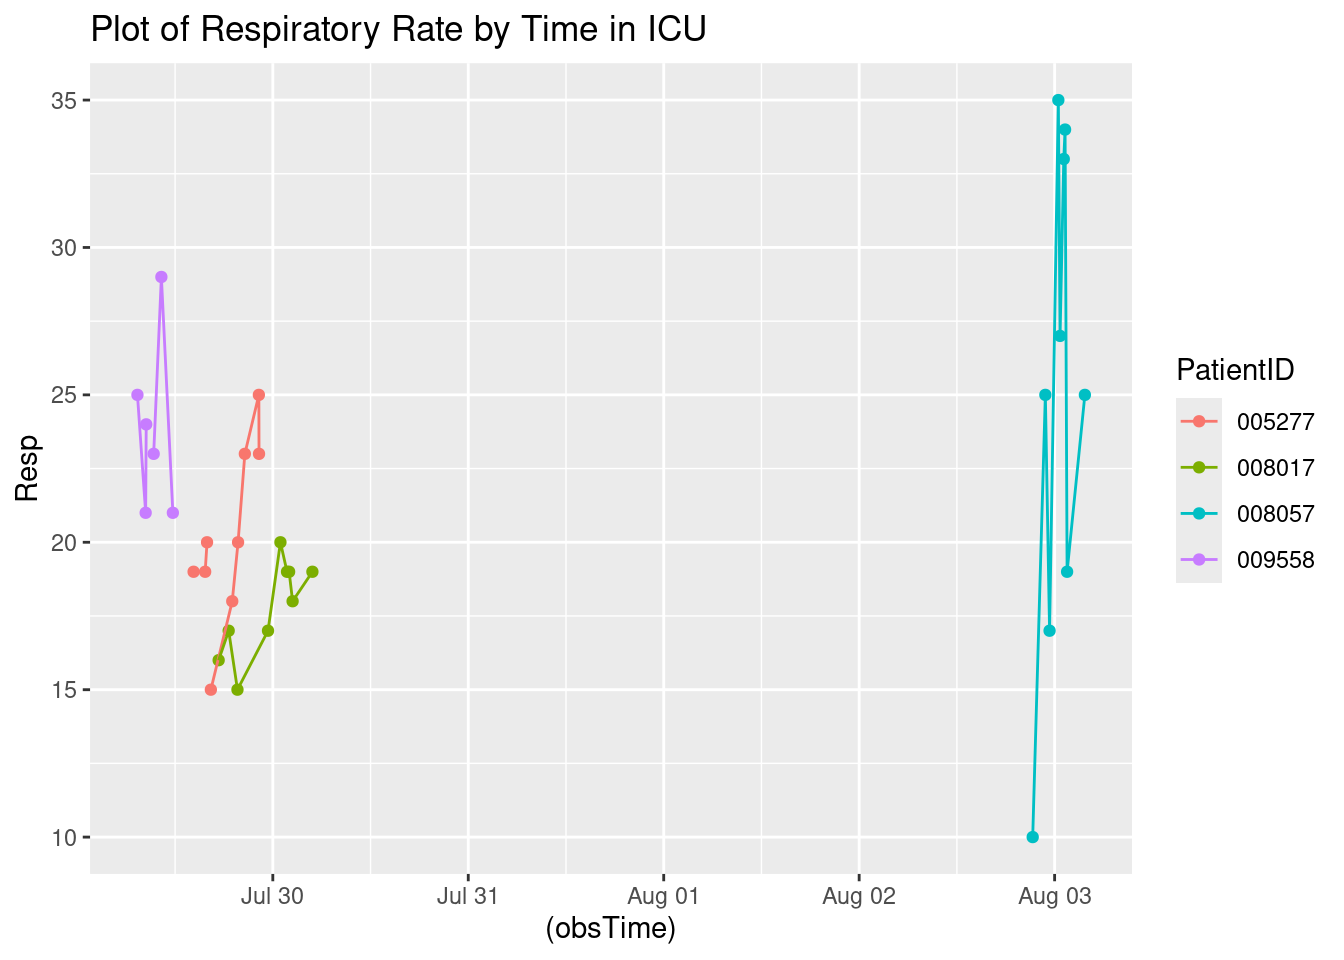 Plot of Respiratory Rate by Time in ICU
35
30
25
20
15
10
Resp
Jul 30
Jul 31
Aug 01
Aug 02
Aug 03
(obsTime)
PatientID
005277
008017
008057
009558